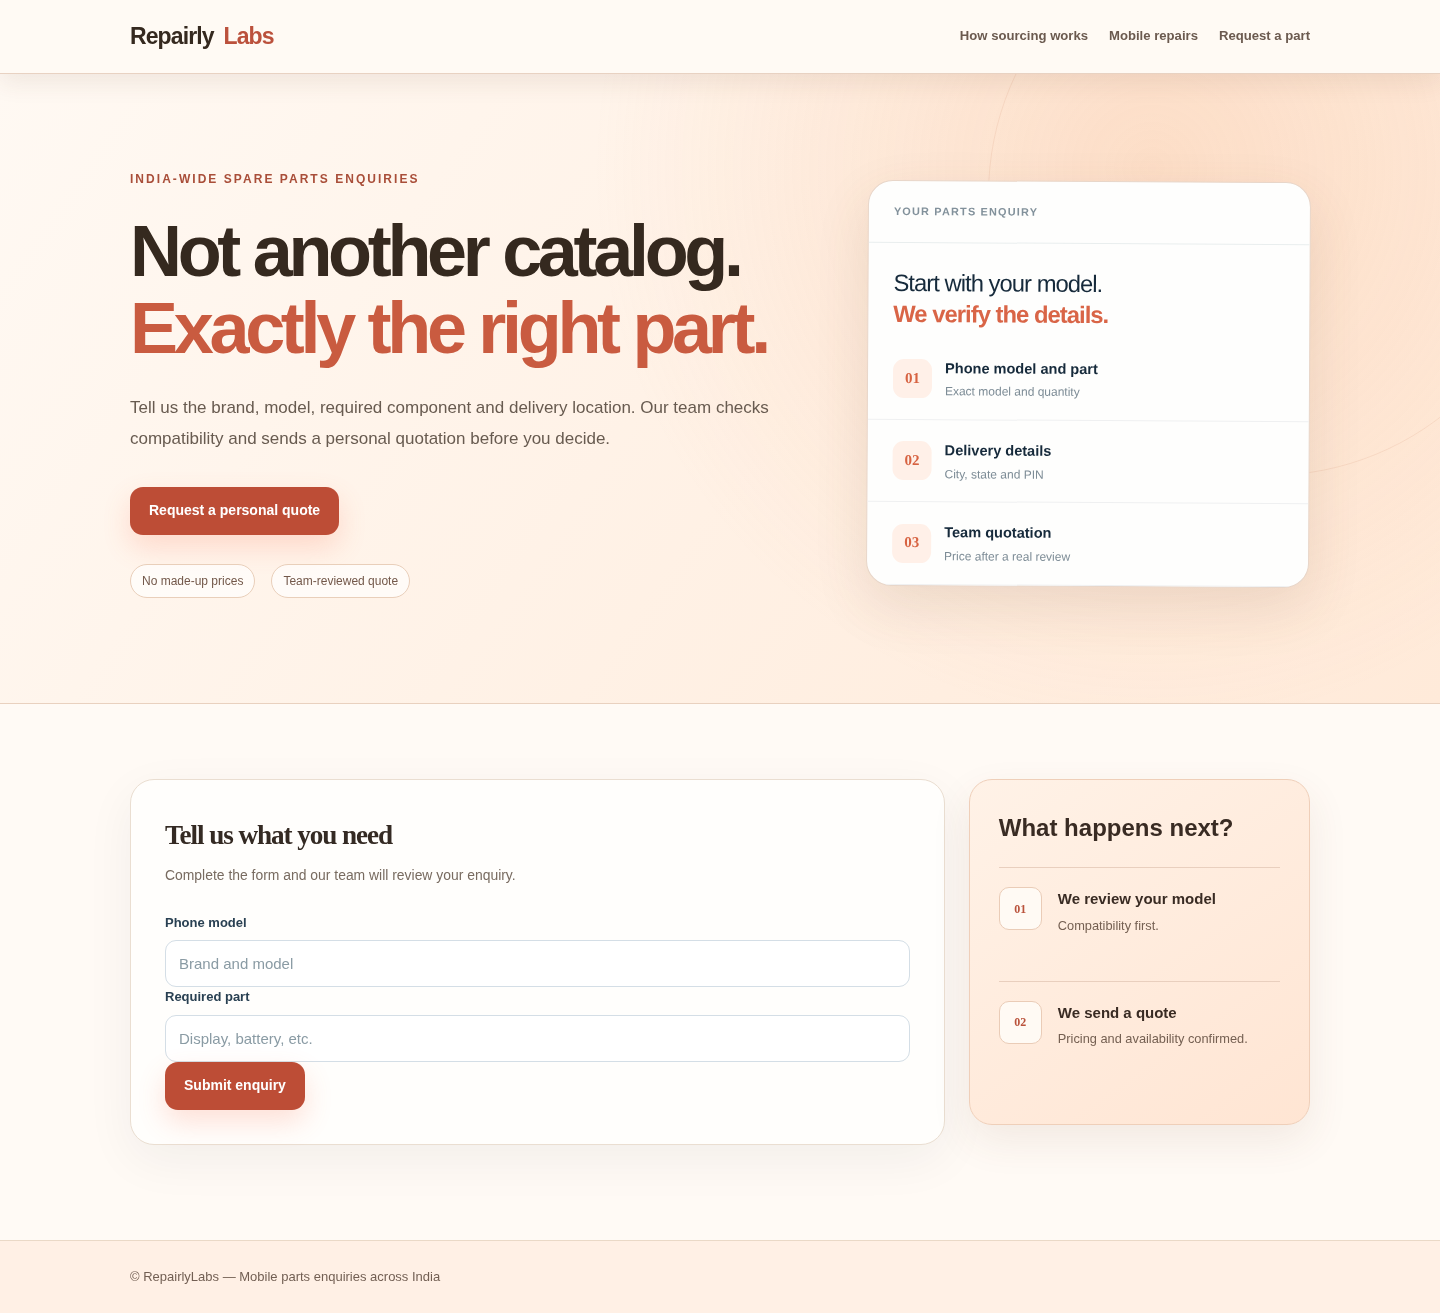 Repairly Labs
How sourcing works
Mobile repairs
Request a part
INDIA-WIDE SPARE PARTS ENQUIRIES
Not another catalog.
Exactly the right part.
Tell us the brand, model, required component and delivery location. Our team checks
compatibility and sends a personal quotation before you decide.
Request a personal quote
No made-up prices
Team-reviewed quote
YOUR PARTS ENQUIRY
Start with your model.
We verify the details.
01
Phone model and part
Exact model and quantity
02
Delivery details
City, state and PIN
03
Team quotation
Price after a real review
Tell us what you need
Complete the form and our team will review your enquiry.
Phone model
Brand and model
Required part
Display, battery, etc.
Submit enquiry
What happens next?
01
We review your model
Compatibility first.
02
We send a quote
Pricing and availability confirmed.
© RepairlyLabs — Mobile parts enquiries across India